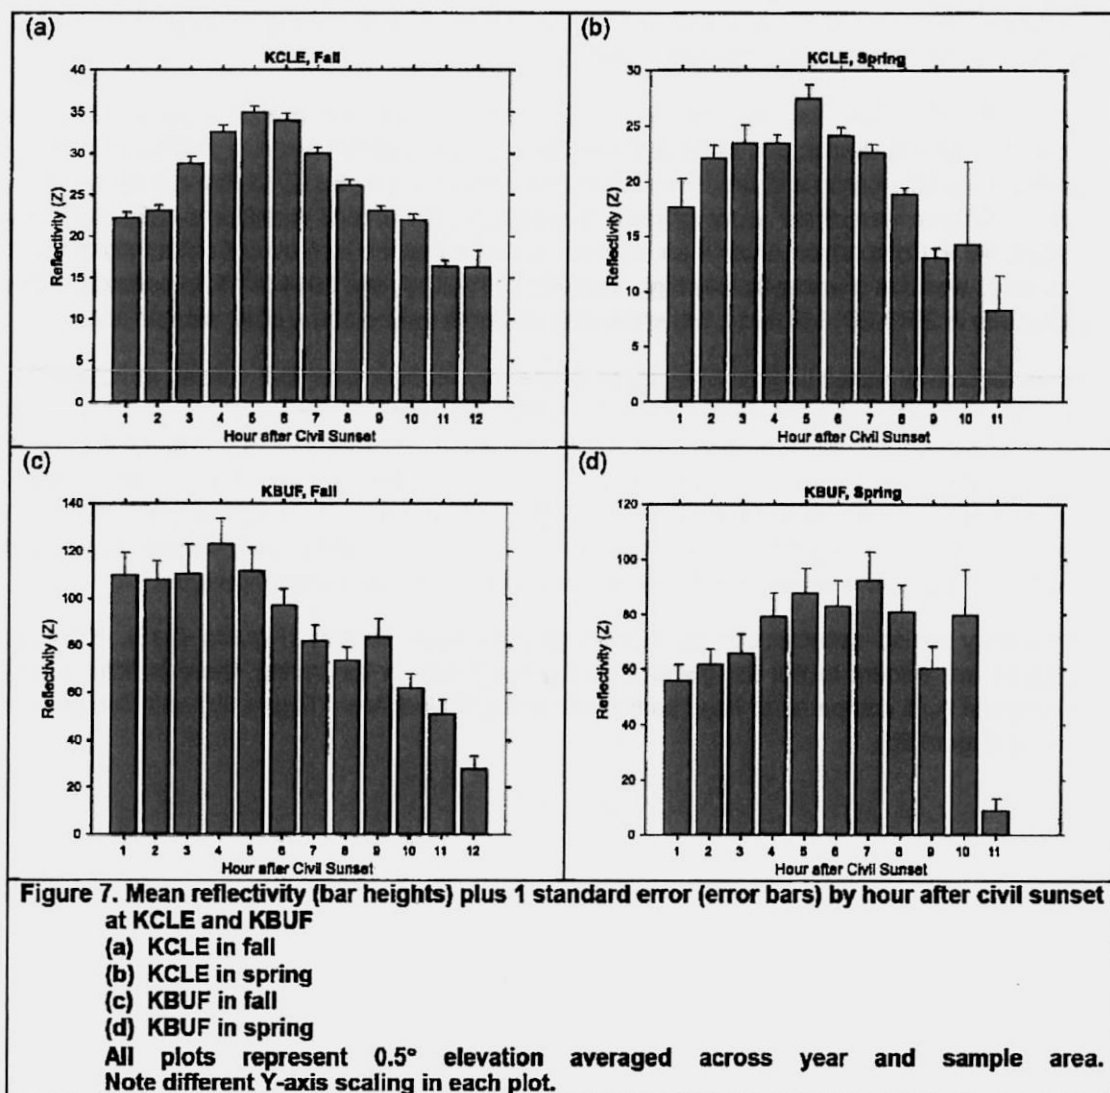 (a)
KCLE, Fall
40
35
30
25
20
15
10
5
0
Reflectivity (Z)
1 2 3 4 5 6 7 8 9 10 11 12
Hour after Civil Sunset
(b)
KCLE, Spring
30
25
20
15
10
5
0
Reflectivity (Z)
1 2 3 4 5 6 7 8 9 10 11
Hour after Civil Sunset
(c)
KBUF, Fall
140
120
100
80
60
40
20
0
Reflectivity (Z)
1 2 3 4 5 6 7 8 9 10 11 12
Hour after Civil Sunset
(d)
KBUF, Spring
120
100
80
60
40
20
0
Reflectivity (Z)
1 2 3 4 5 6 7 8 9 10 11
Hour after Civil Sunset
Figure 7. Mean reflectivity (bar heights) plus 1 standard error (error bars) by hour after civil sunset
at KCLE and KBUF
(a) KCLE in fall
(b) KCLE in spring
(c) KBUF in fall
(d) KBUF in spring
All plots represent 0.5° elevation averaged across year and sample area.
Note different Y-axis scaling in each plot.